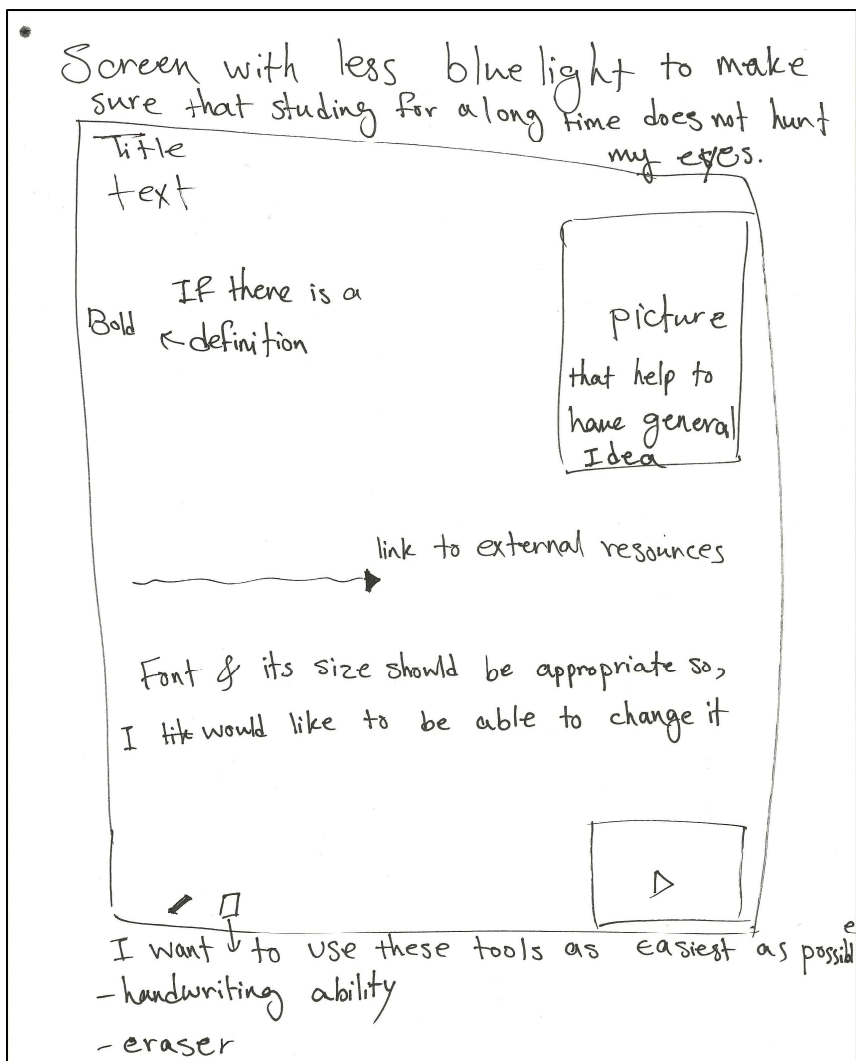 Screen with less blue light to make
sure that studing for a long time does not hunt
my eyes.
Title
text
If there is a
Bold ← definition
picture
that help to
have general
Idea
link to external resources
Font & its size should be appropriate so,
I like would like to be able to change it
I want to use these tools as easiest as possible
- handwriting ability
- eraser